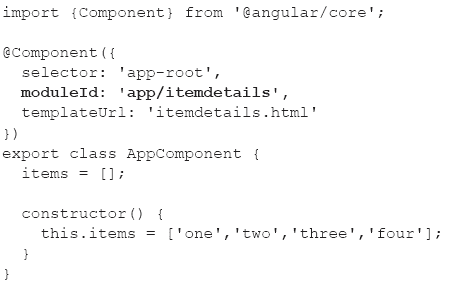 import {Component} from '@angular/core';

@Component({
  selector: 'app-root',
  moduleId: 'app/itemdetails',
  templateUrl: 'itemdetails.html'
})
export class AppComponent {
  items = [];

  constructor() {
    this.items = ['one','two','three','four'];
  }
}